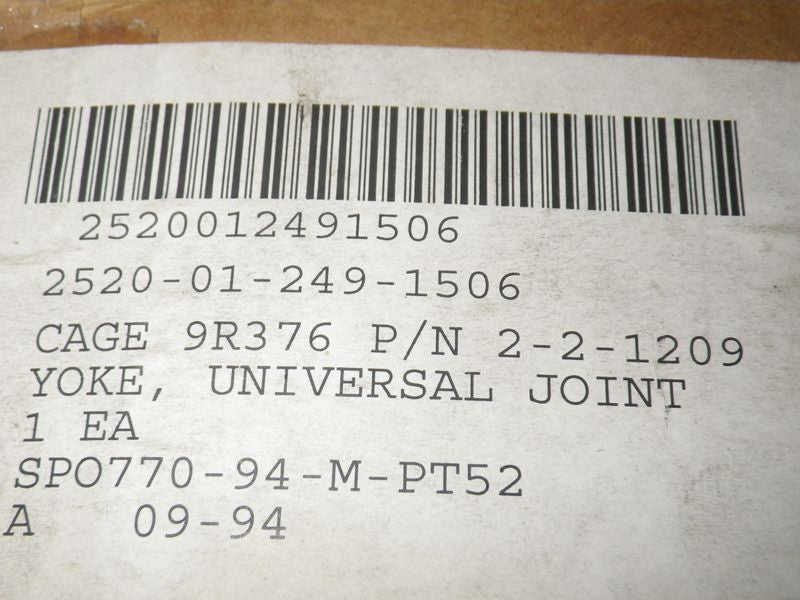 2520012491506
2520-01-249-1506
CAGE 9R376 P/N 2-2-1209
YOKE, UNIVERSAL JOINT
1 EA
SPO770-94-M-PT52
A 09-94